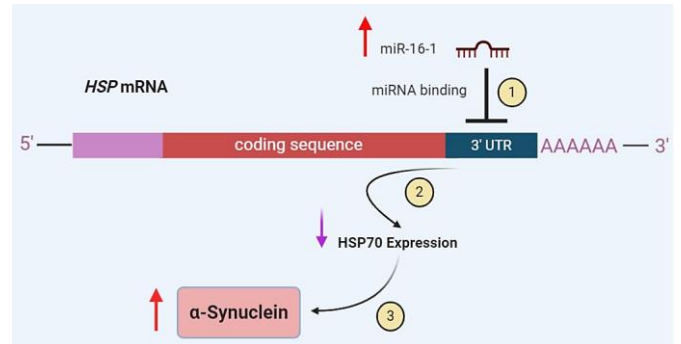 miR-16-1
HSP mRNA
miRNA binding
1
5'
coding sequence
3' UTR
AAAAAA
3'
2
HSP70 Expression
α-Synuclein
3